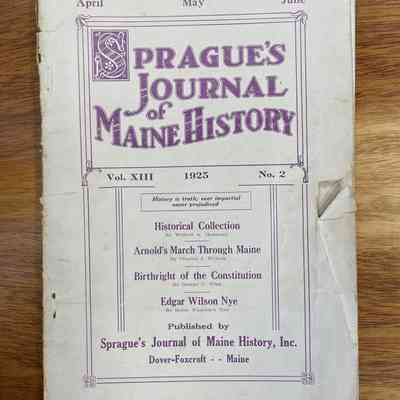 April May June
SPRAGUE'S
JOURNAL
of
MAINE HISTORY
Vol. XIII 1925 No. 2
History is truth, ever impartial
never prejudiced
Historical Collection
Arnold's March Through Maine
Birthright of the Constitution
Edgar Wilson Nye
Published by
Sprague's Journal of Maine History, Inc.
Dover-Foxcroft - - Maine